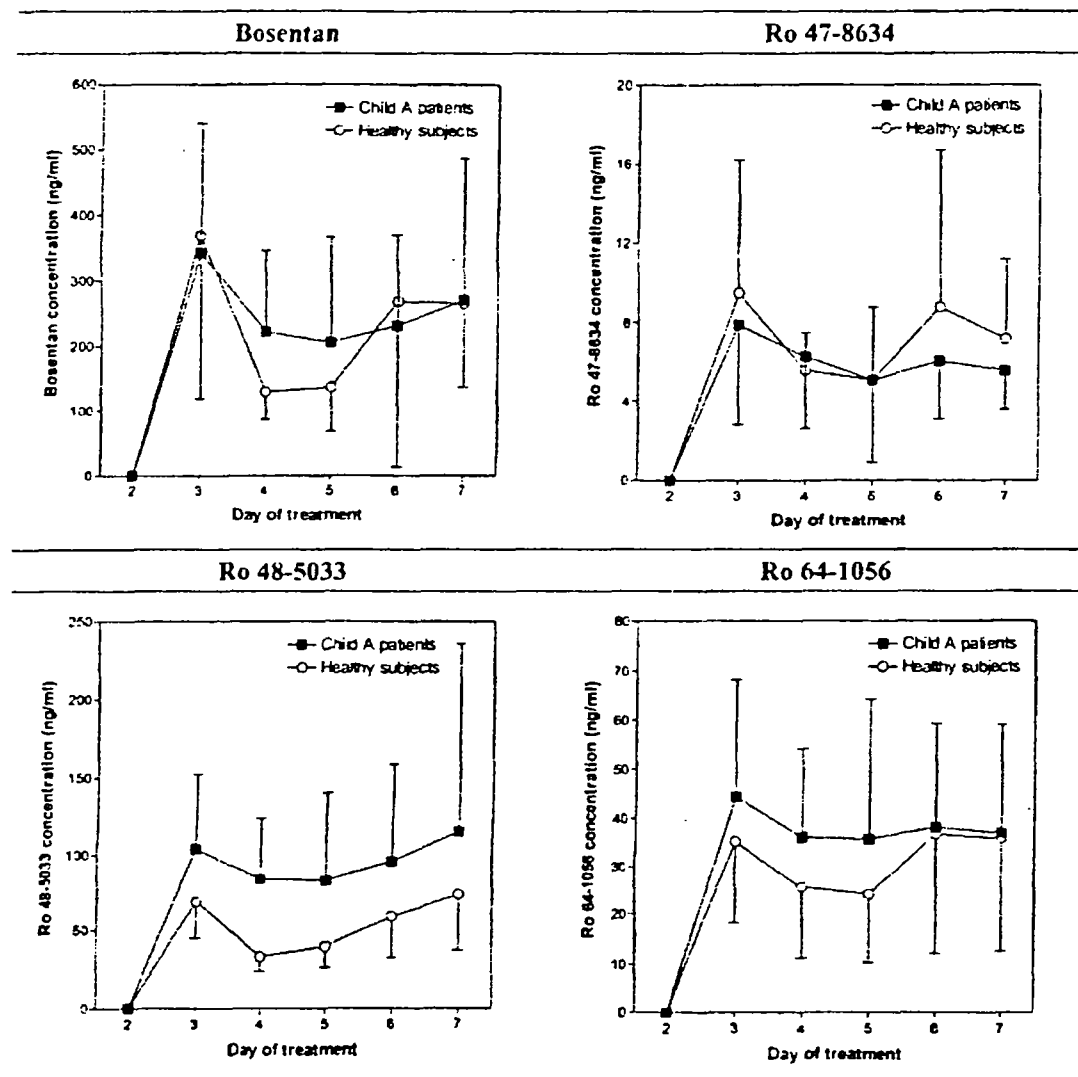 Bosentan
Ro 47-8634
600
500
400
300
200
100
0
Bosentan concentration (ng/ml)
Child A patients
Healthy subjects
2 3 4 5 6 7
Day of treatment
20
16
12
8
4
0
Ro 47-8634 concentration (ng/ml)
Child A patients
Healthy subjects
2 3 4 5 6 7
Day of treatment
Ro 48-5033
Ro 64-1056
250
200
150
100
50
0
Ro 48-5033 concentration (ng/ml)
Child A patients
Healthy subjects
2 3 4 5 6 7
Day of treatment
80
70
60
50
40
30
20
10
0
Ro 64-1056 concentration (ng/ml)
Child A patients
Healthy subjects
2 3 4 5 6 7
Day of treatment